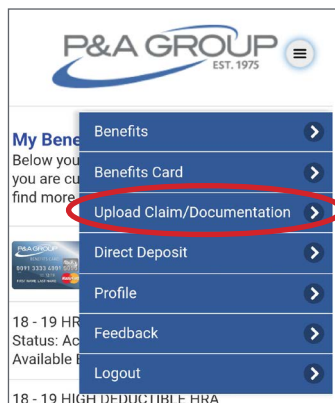 P&A GROUP
EST. 1975
My Bene
Below you
you are cu
find more
Benefits
Benefits Card
Upload Claim/Documentation
Direct Deposit
Profile
Feedback
Logout
P&A GROUP
18 - 19 HR
Status: Ac
Available
18 - 19 HIGH DEDUCTIBLE HRA